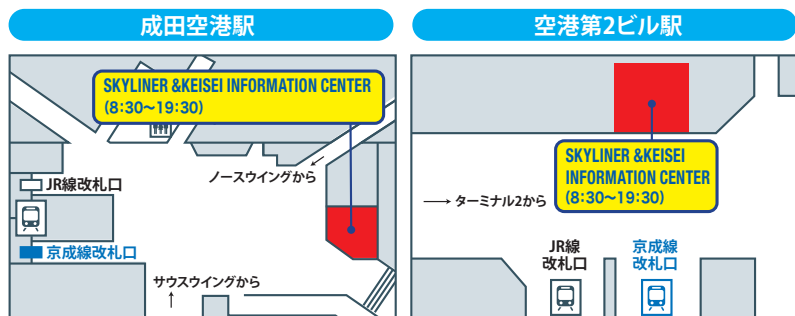 成田空港駅
SKYLINER &KEISEI INFORMATION CENTER
(8:30〜19:30)
ノースウイングから
JR線改札口
京成線改札口
サウスウイングから
空港第2ビル駅
SKYLINER &KEISEI
INFORMATION CENTER
(8:30〜19:30)
ターミナル2から
JR線
改札口
京成線
改札口